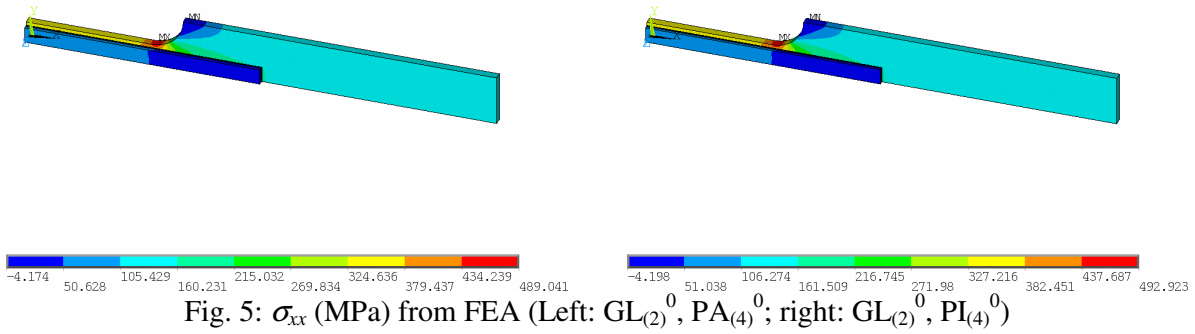 Y MN Y MN
MX MX
Z X Z X
-4.174 105.429 215.032 324.636 434.239 -4.198 106.274 216.745 327.216 437.687
50.628 160.231 269.834 379.437 489.041 51.038 161.509 271.98 382.451 492.923
Fig. 5: σxx (MPa) from FEA (Left: GL(2)⁰, PA(4)⁰; right: GL(2)⁰, PI(4)⁰)